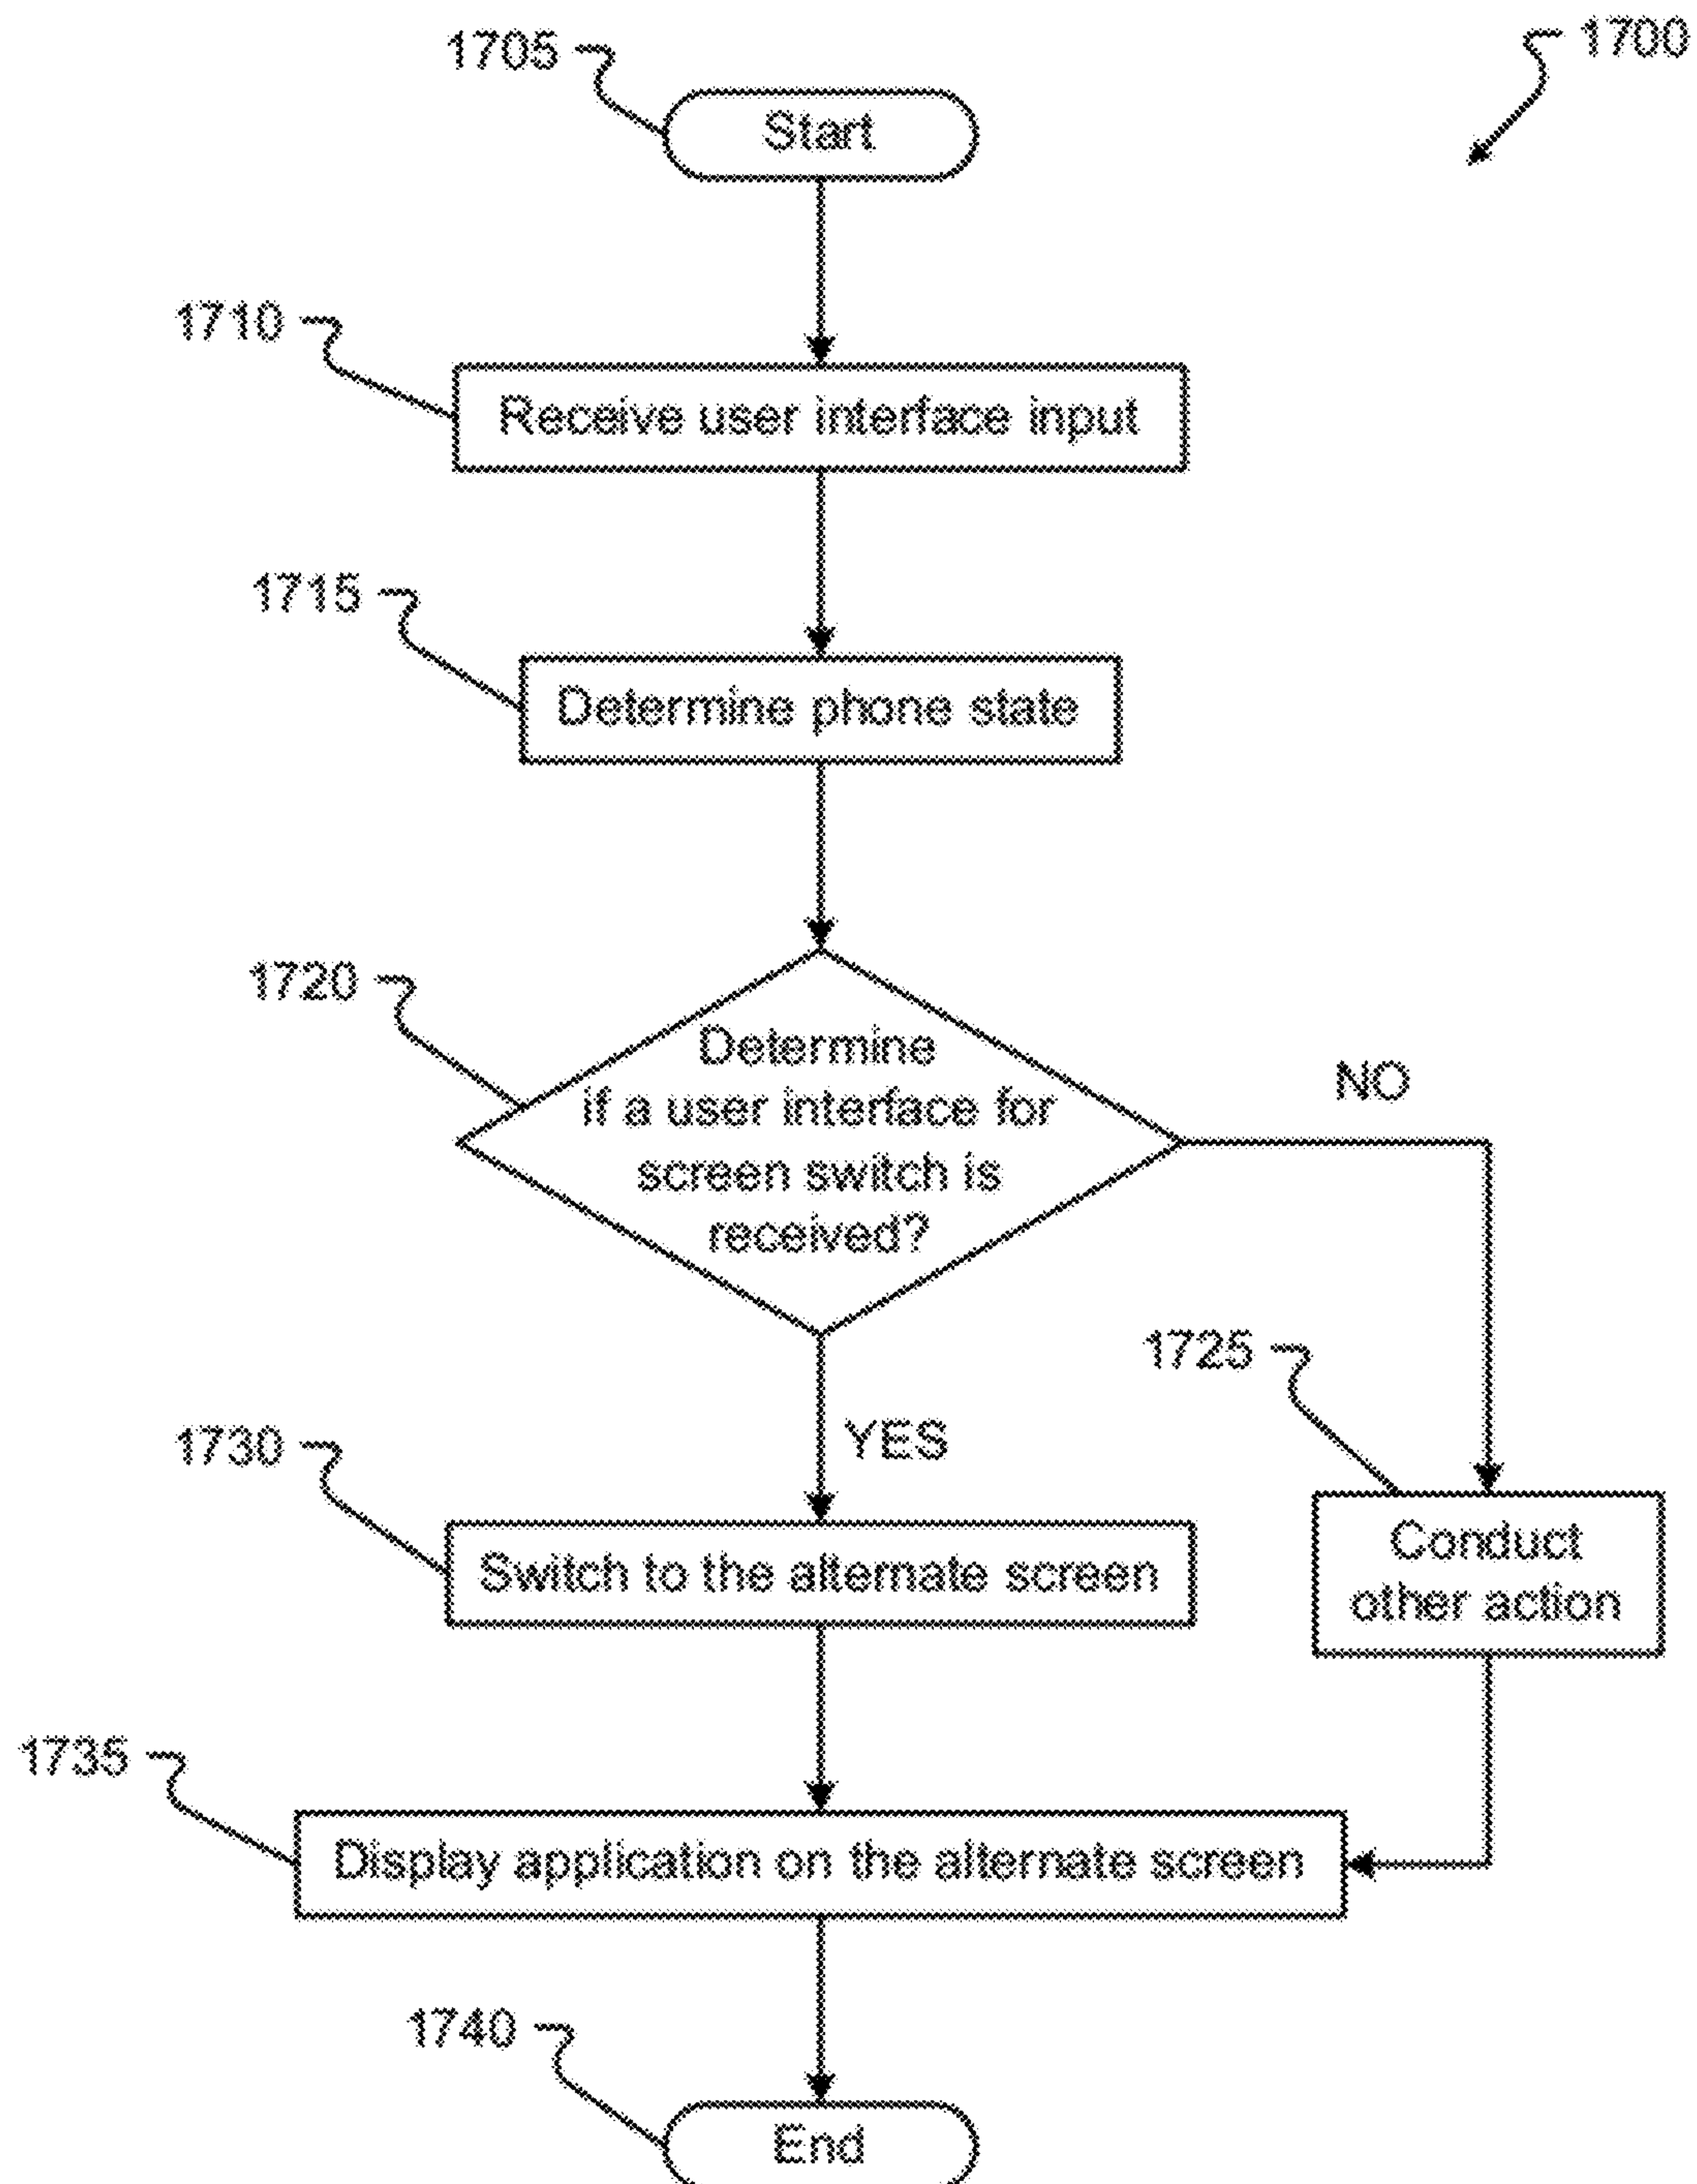 1705
1700
Start
1710
Receive user interface input
1715
Determine phone state
1720
Determine
if a user interface for
screen switch is
received?
NO
1725
YES
1730
Switch to the alternate screen
Conduct
other action
1735
Display application on the alternate screen
1740
End